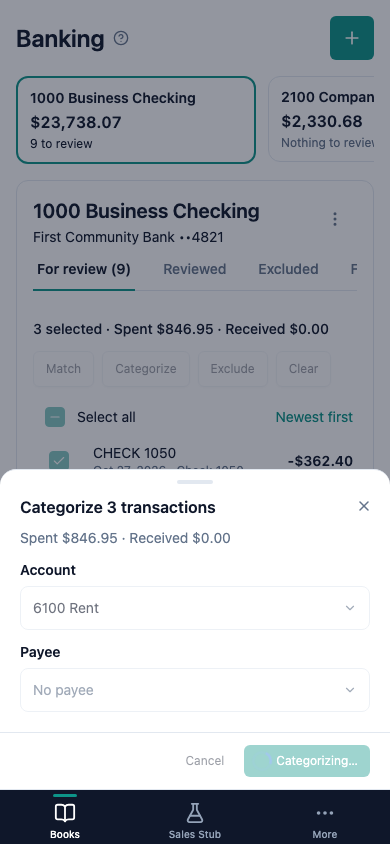 Banking
1000 Business Checking
$23,738.07
9 to review
2100 Compan
$2,330.68
Nothing to review
1000 Business Checking
First Community Bank ••4821
For review (9) Reviewed Excluded F
3 selected · Spent $846.95 · Received $0.00
Match Categorize Exclude Clear
Select all Newest first
CHECK 1050
-$362.40
Categorize 3 transactions
Spent $846.95 · Received $0.00
Account
6100 Rent
Payee
No payee
Cancel Categorizing...
Books Sales Stub More